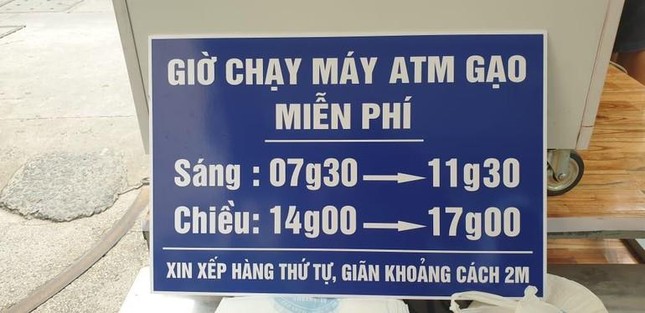 GIỜ CHẠY MÁY ATM GẠO
MIỄN PHÍ
Sáng : 07g30 → 11g30
Chiều: 14g00 → 17g00
XIN XẾP HÀNG THỨ TỰ, GIÃN KHOẢNG CÁCH 2M